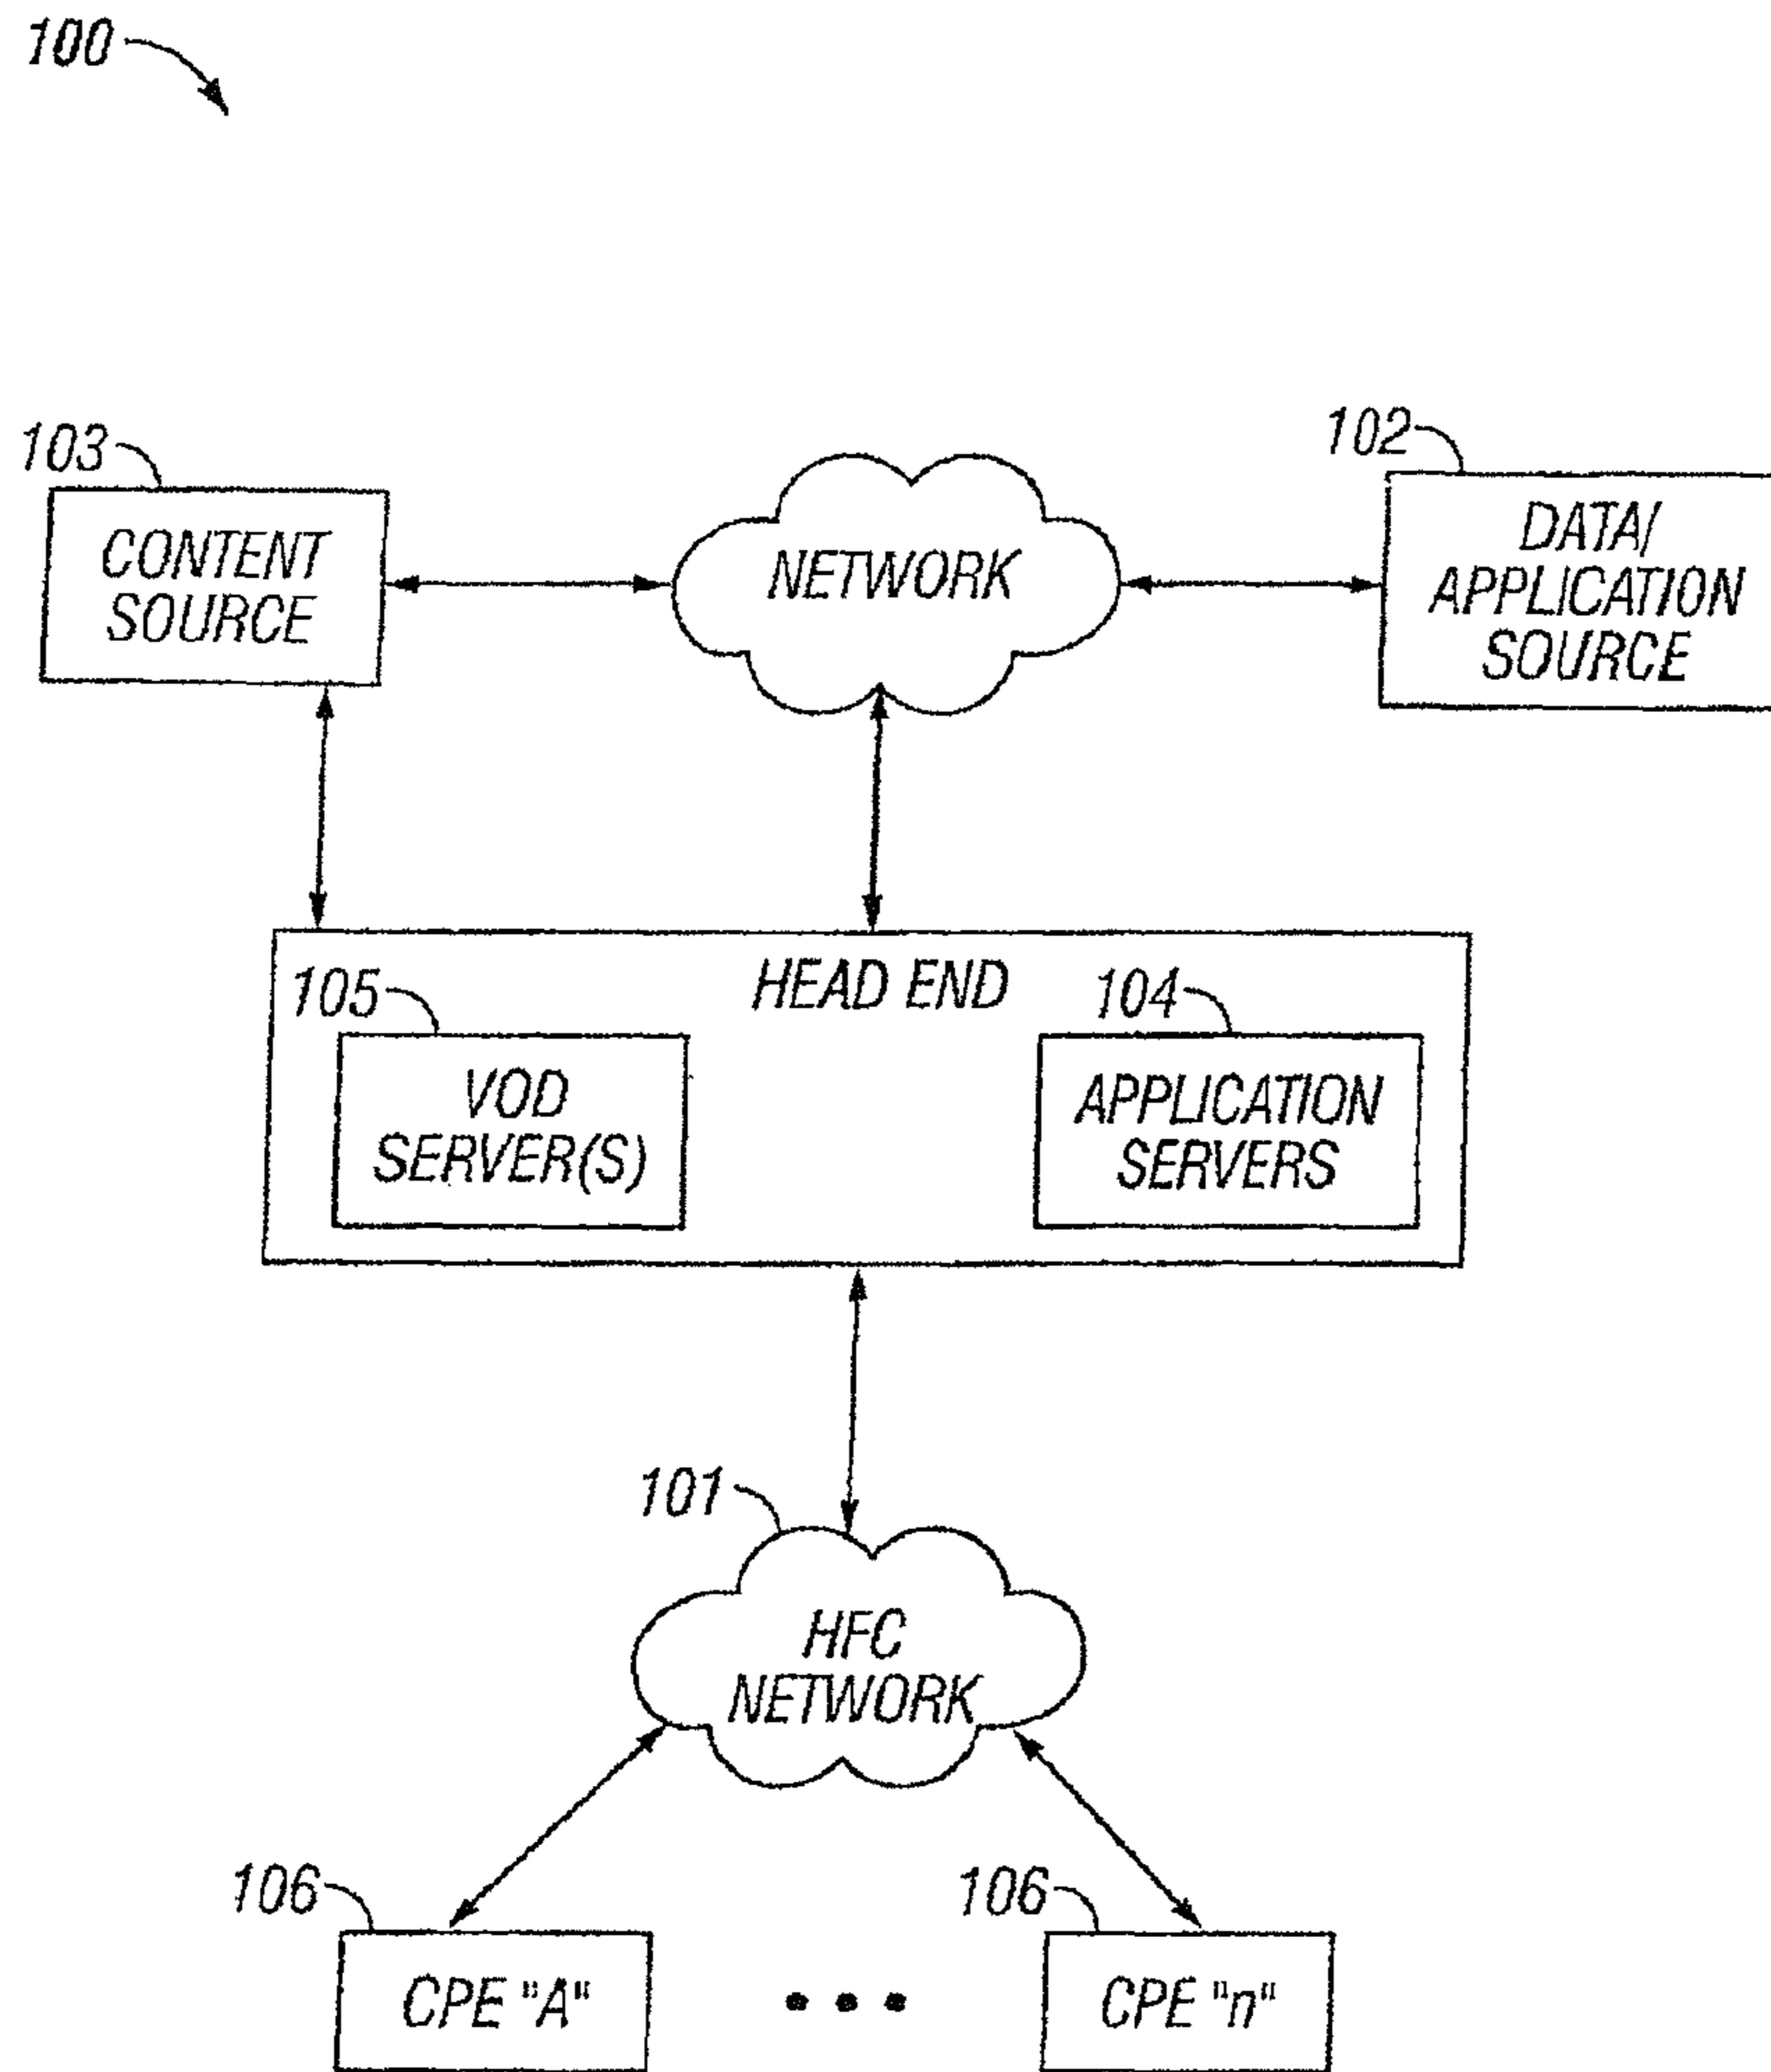 100
103
102
CONTENT
SOURCE
NETWORK
DATA/
APPLICATION
SOURCE
HEAD END
105
104
VOD
SERVER(S)
APPLICATION
SERVERS
101
HFC
NETWORK
106
106
CPE "A"
CPE "n"